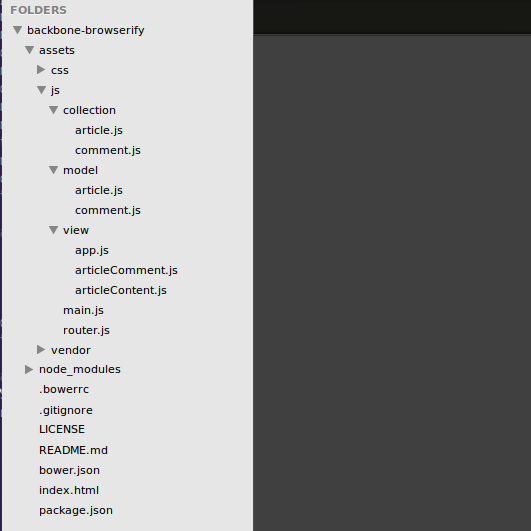 FOLDERS
backbone-browserify
assets
css
js
collection
article.js
comment.js
model
article.js
comment.js
view
app.js
articleComment.js
articleContent.js
main.js
router.js
vendor
node_modules
.bowerrc
.gitignore
LICENSE
README.md
bower.json
index.html
package.json